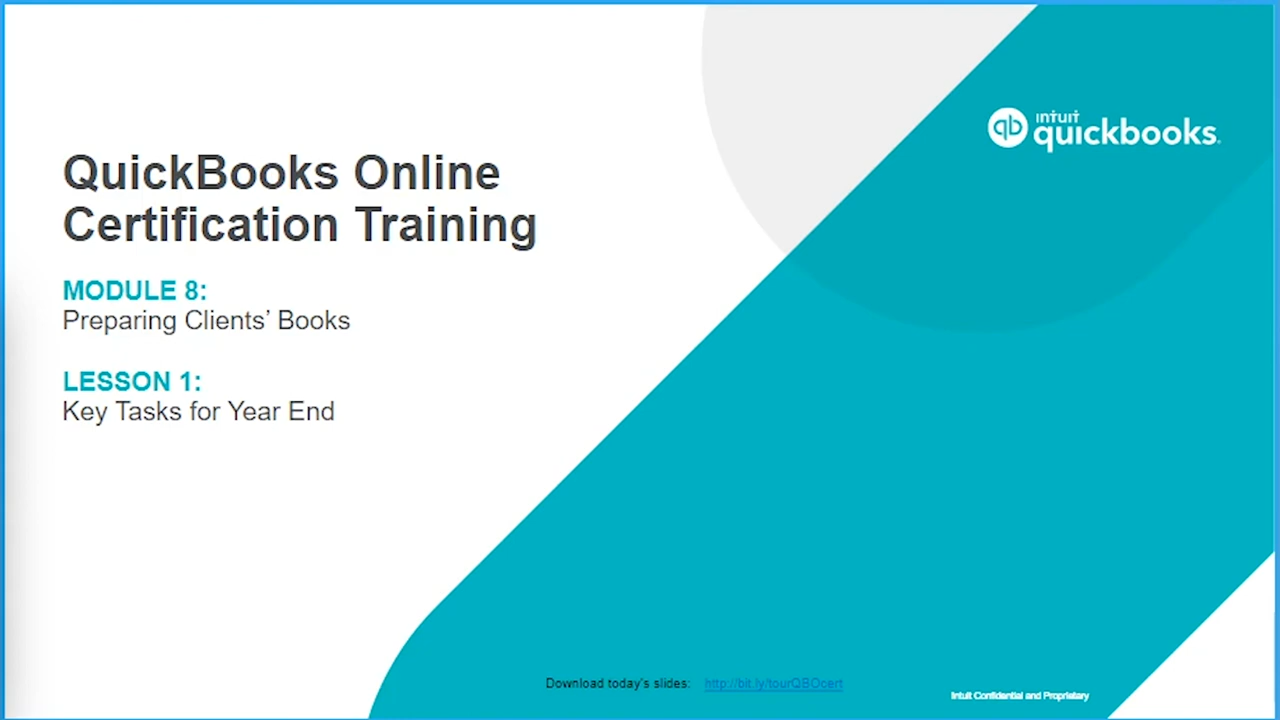 intuit
quickbooks.
QuickBooks Online
Certification Training
MODULE 8:
Preparing Clients’ Books
LESSON 1:
Key Tasks for Year End
Download today's slides: http://bit.ly/tourQBOcert
Intuit Confidential and Proprietary